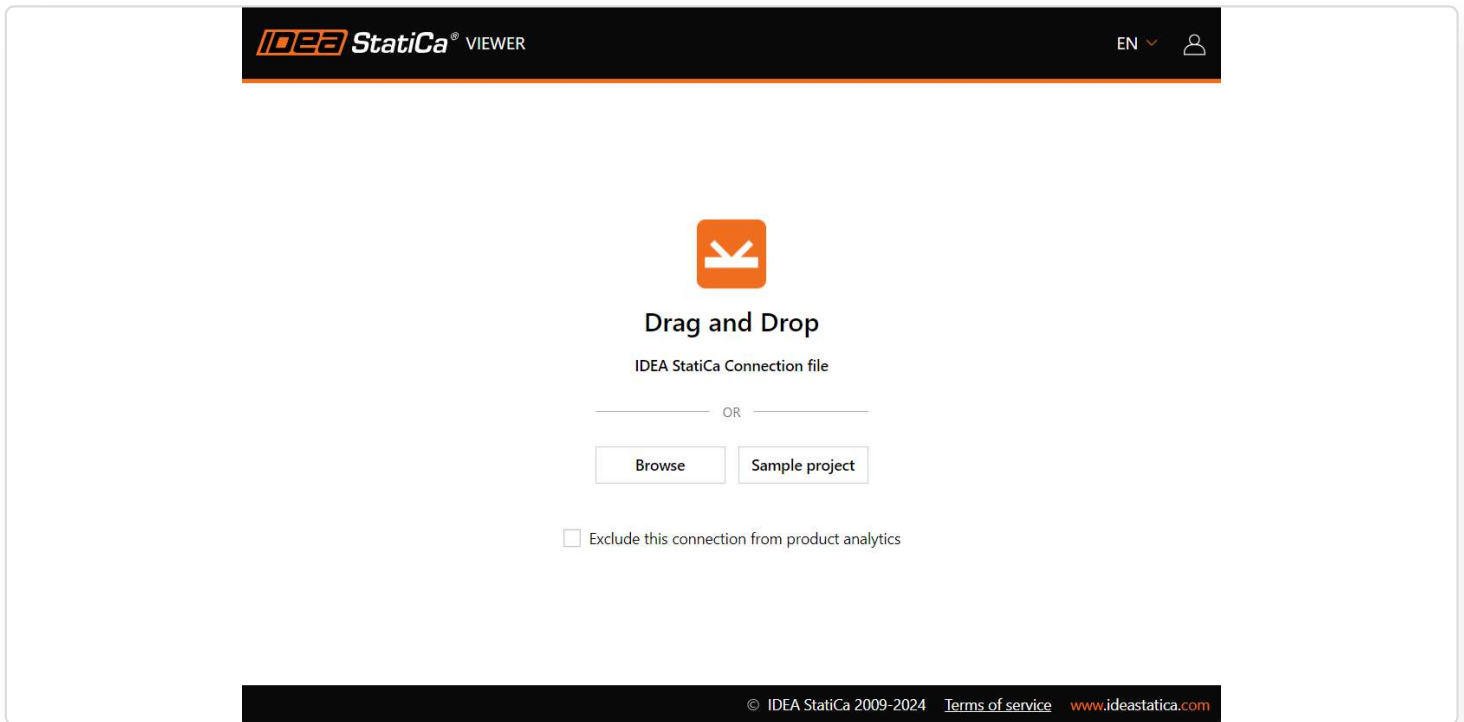 IDEA StatiCa® VIEWER
EN
Drag and Drop
IDEA StatiCa Connection file
OR
Browse
Sample project
Exclude this connection from product analytics
© IDEA StatiCa 2009-2024 Terms of service www.ideastatica.com